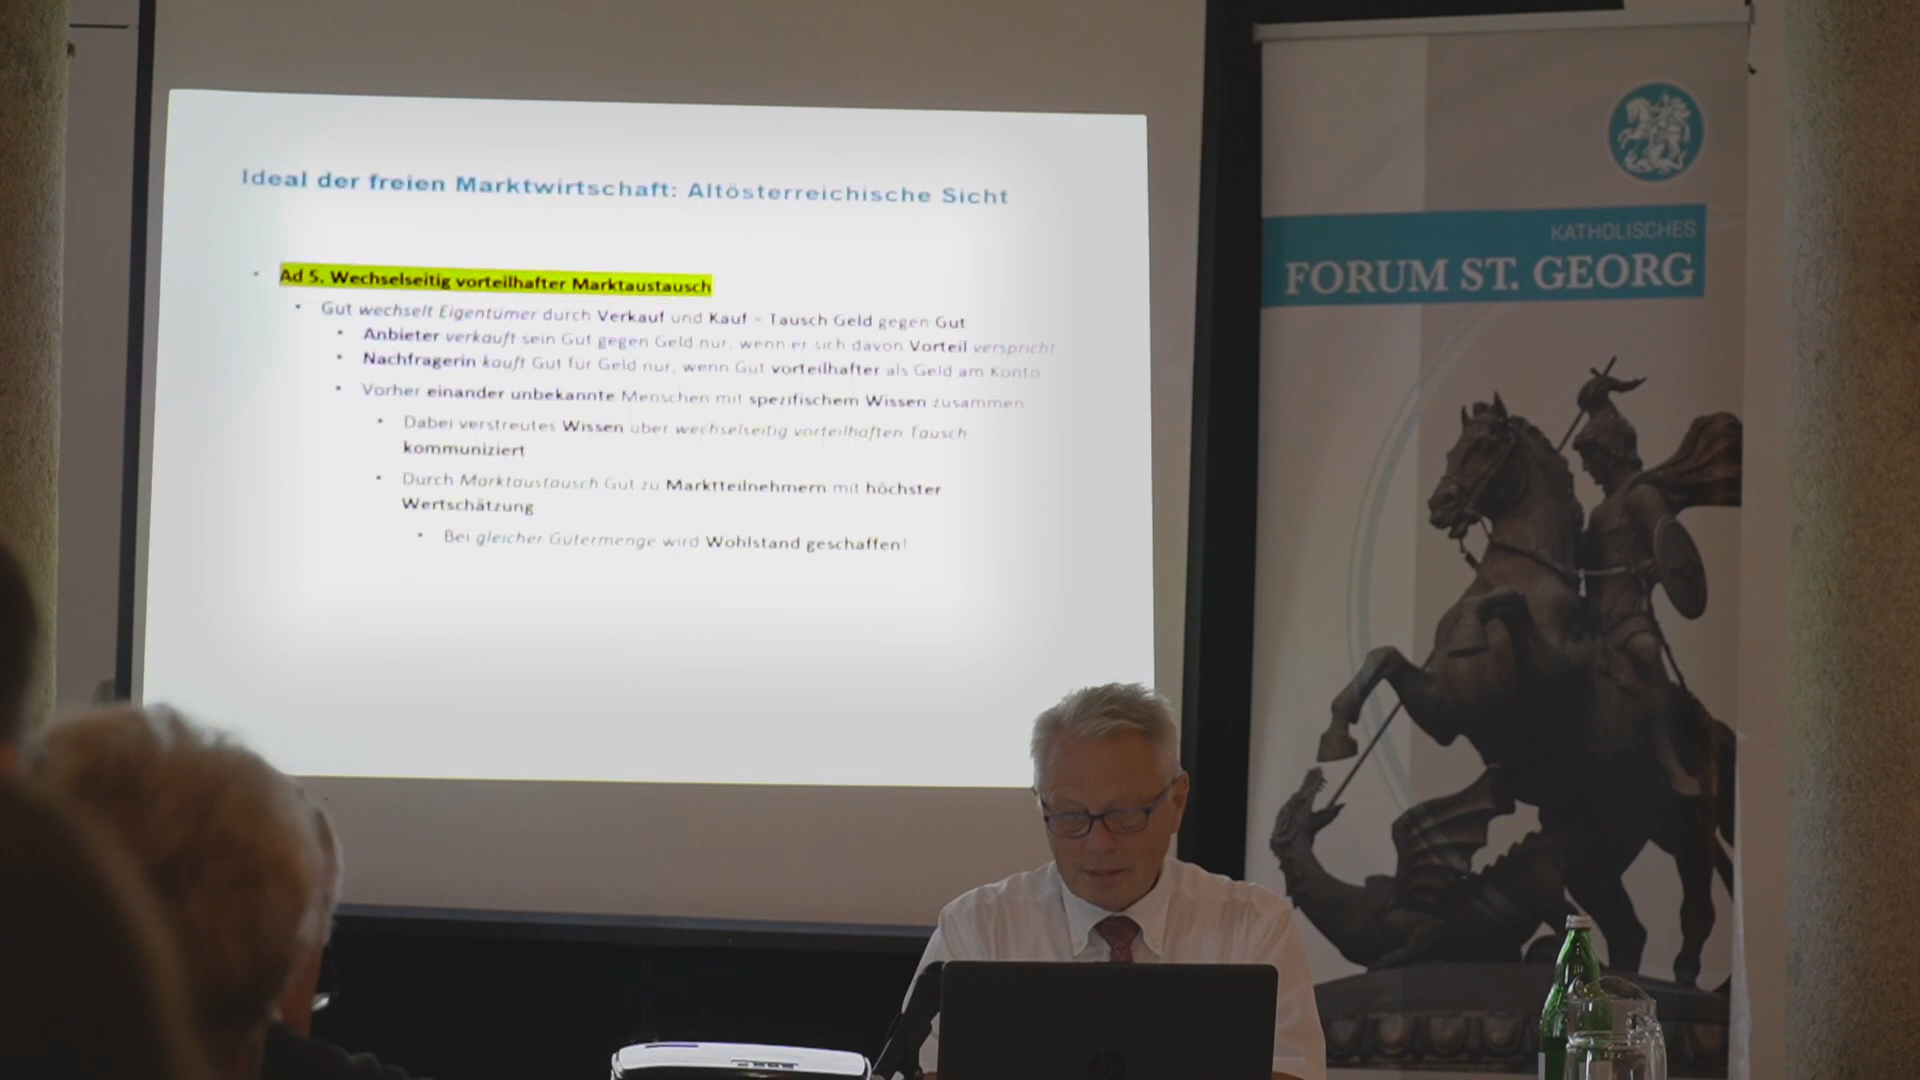 Ideal der freien Marktwirtschaft: Altösterreichische Sicht
Ad 5. Wechselseitig vorteilhafter Marktaustausch
Gut wechselt Eigentümer durch Verkauf und Kauf – Tausch Geld gegen Gut
Anbieter verkauft sein Gut gegen Geld nur, wenn er sich davon Vorteil verspricht
Nachfragerin kauft Gut für Geld nur, wenn Gut vorteilhafter als Geld am Konto
Vorher einander unbekannte Menschen mit spezifischem Wissen zusammen
Dabei verstreutes Wissen über wechselseitig vorteilhaften Tausch
kommuniziert
Durch Marktaustausch Gut zu Marktteilnehmern mit höchster
Wertschätzung
Bei gleicher Gütermenge wird Wohlstand geschaffen!
KATHOLISCHES
FORUM ST. GEORG